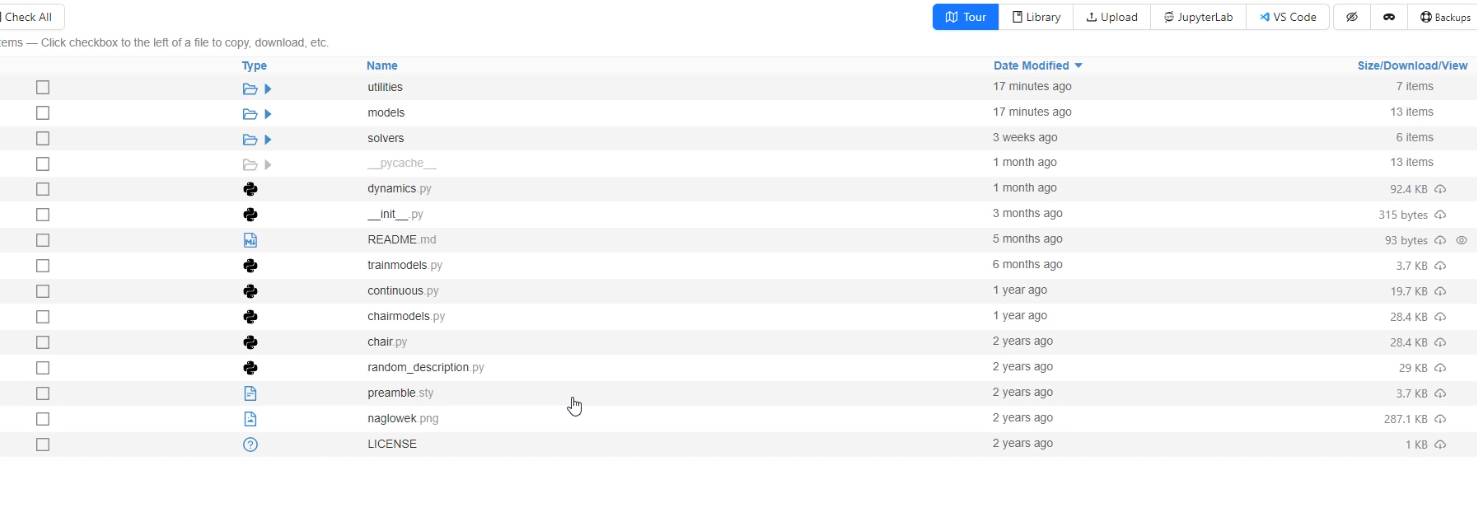 Check All Tour Library Upload JupyterLab VS Code Backups
ems — Click checkbox to the left of a file to copy, download, etc.
Type Name Date Modified Size/Download/View
utilities 17 minutes ago 7 items
models 17 minutes ago 13 items
solvers 3 weeks ago 6 items
__pycache__ 1 month ago 13 items
dynamics.py 1 month ago 92.4 KB
__init__.py 3 months ago 315 bytes
README.md 5 months ago 93 bytes
trainmodels.py 6 months ago 3.7 KB
continuous.py 1 year ago 19.7 KB
chairmodels.py 1 year ago 28.4 KB
chair.py 2 years ago 28.4 KB
random_description.py 2 years ago 29 KB
preamble.sty 2 years ago 3.7 KB
naglowek.png 2 years ago 287.1 KB
LICENSE 2 years ago 1 KB